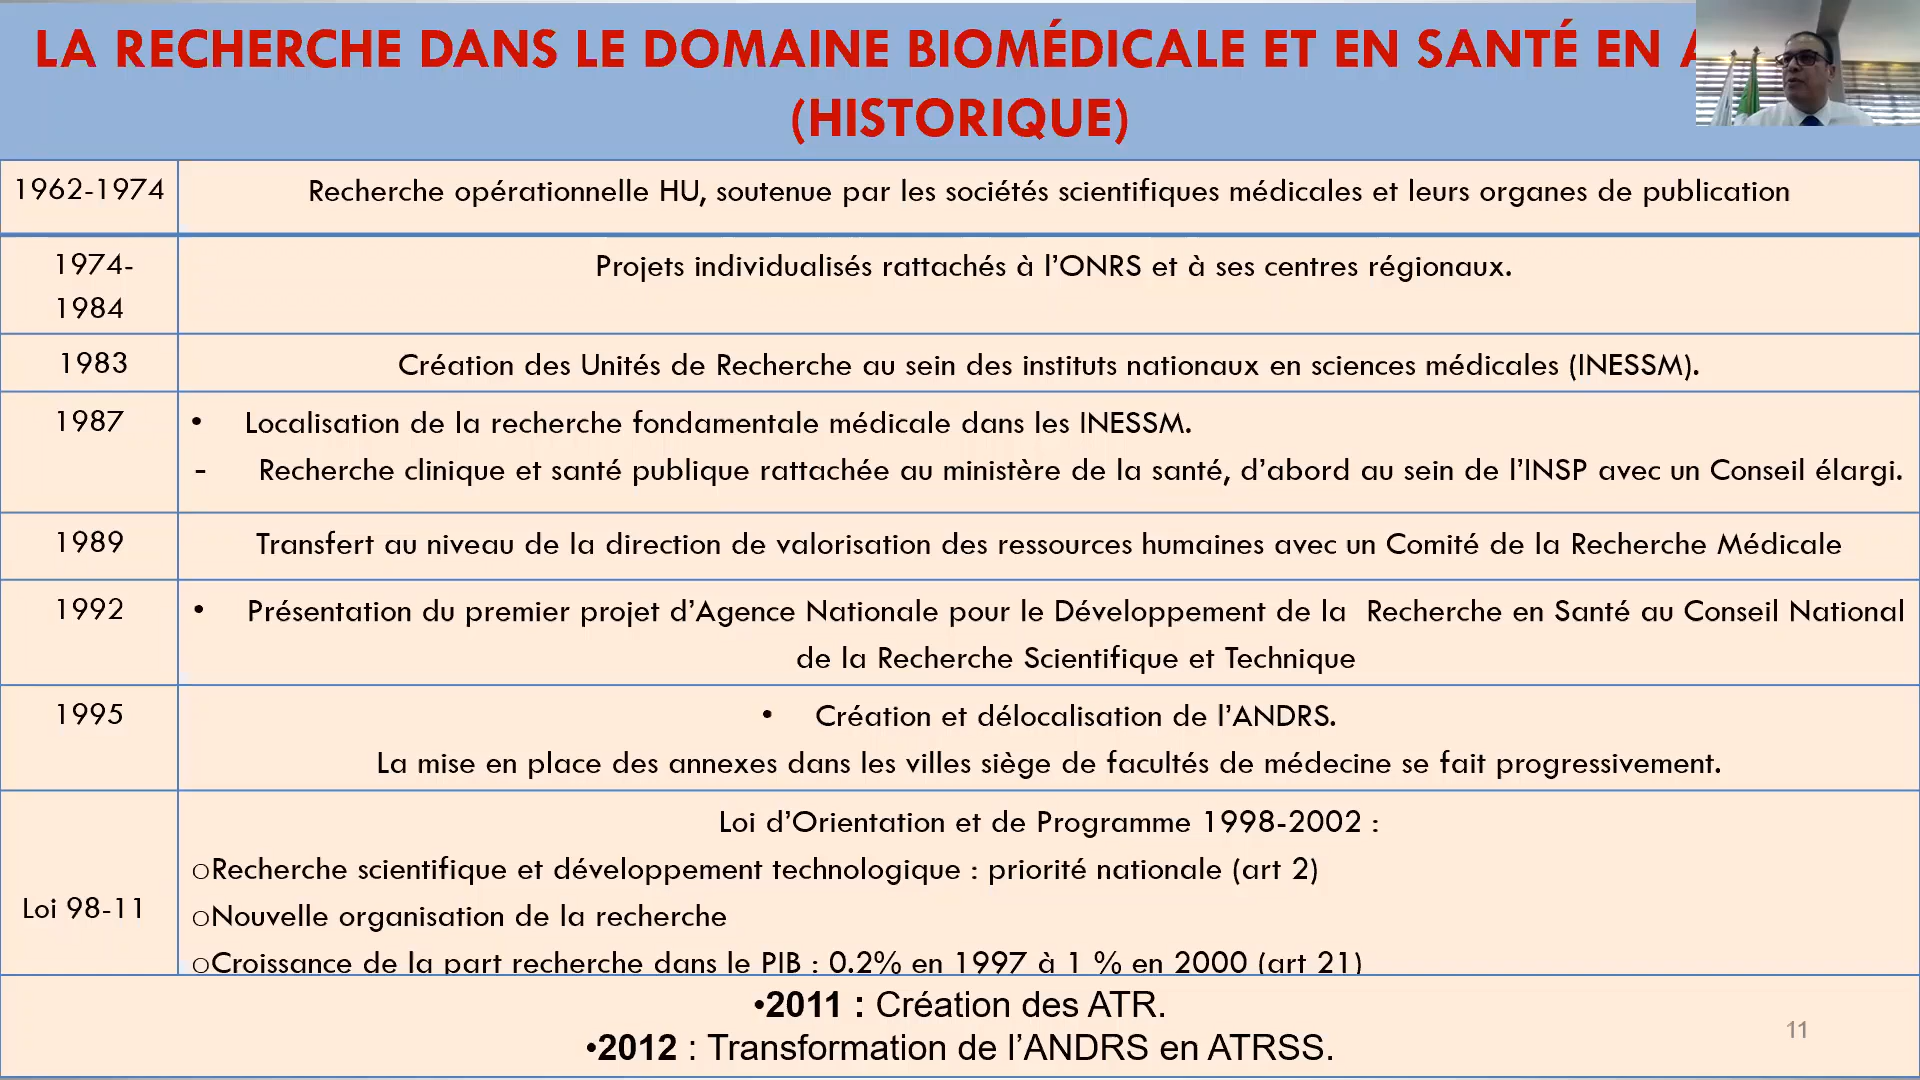 LA RECHERCHE DANS LE DOMAINE BIOMÉDICALE ET EN SANTÉ EN
(HISTORIQUE)
1962-1974
Recherche opérationnelle HU, soutenue par les sociétés scientifiques médicales et leurs organes de publication
1974-
1984
Projets individualisés rattachés à l’ONRS et à ses centres régionaux.
1983
Création des Unités de Recherche au sein des instituts nationaux en sciences médicales (INESSM).
1987
• Localisation de la recherche fondamentale médicale dans les INESSM.
- Recherche clinique et santé publique rattachée au ministère de la santé, d’abord au sein de l’INSP avec un Conseil élargi.
1989
Transfert au niveau de la direction de valorisation des ressources humaines avec un Comité de la Recherche Médicale
1992
• Présentation du premier projet d’Agence Nationale pour le Développement de la Recherche en Santé au Conseil National
de la Recherche Scientifique et Technique
1995
• Création et délocalisation de l’ANDRS.
La mise en place des annexes dans les villes siège de facultés de médecine se fait progressivement.
Loi 98-11
Loi d’Orientation et de Programme 1998-2002 :
oRecherche scientifique et développement technologique : priorité nationale (art 2)
oNouvelle organisation de la recherche
oCroissance de la part recherche dans le PIB : 0.2% en 1997 à 1 % en 2000 (art 21)
•2011 : Création des ATR.
•2012 : Transformation de l’ANDRS en ATRSS.
11